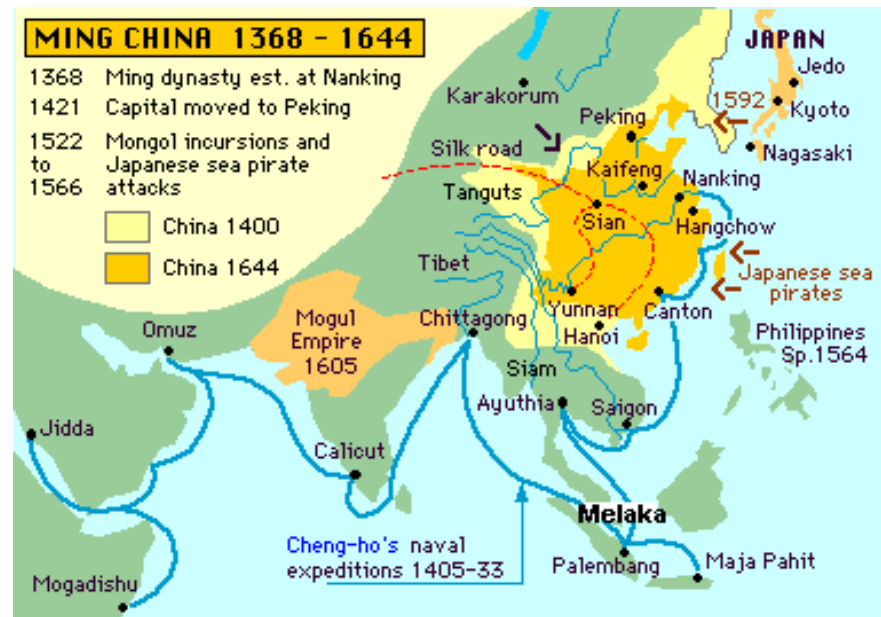 MING CHINA 1368 - 1644
1368 Ming dynasty est. at Nanking
1421 Capital moved to Peking
1522 Mongol incursions and
to Japanese sea pirate
1566 attacks
China 1400
China 1644
JAPAN
Jedo
Karakorum
1592
Kyoto
Peking
Silk road
Nagasaki
Kaifeng
Nanking
Tanguts
Sian
Hangchow
Tibet
Japanese sea
pirates
Yunnan
Canton
Omuz
Mogul
Empire
1605
Chittagong
Hanoi
Philippines
Sp.1564
Siam
Ayuthia
Saigon
Jidda
Calicut
Melaka
Cheng-ho's naval
expeditions 1405-33
Palembang
Maja Pahit
Mogadishu